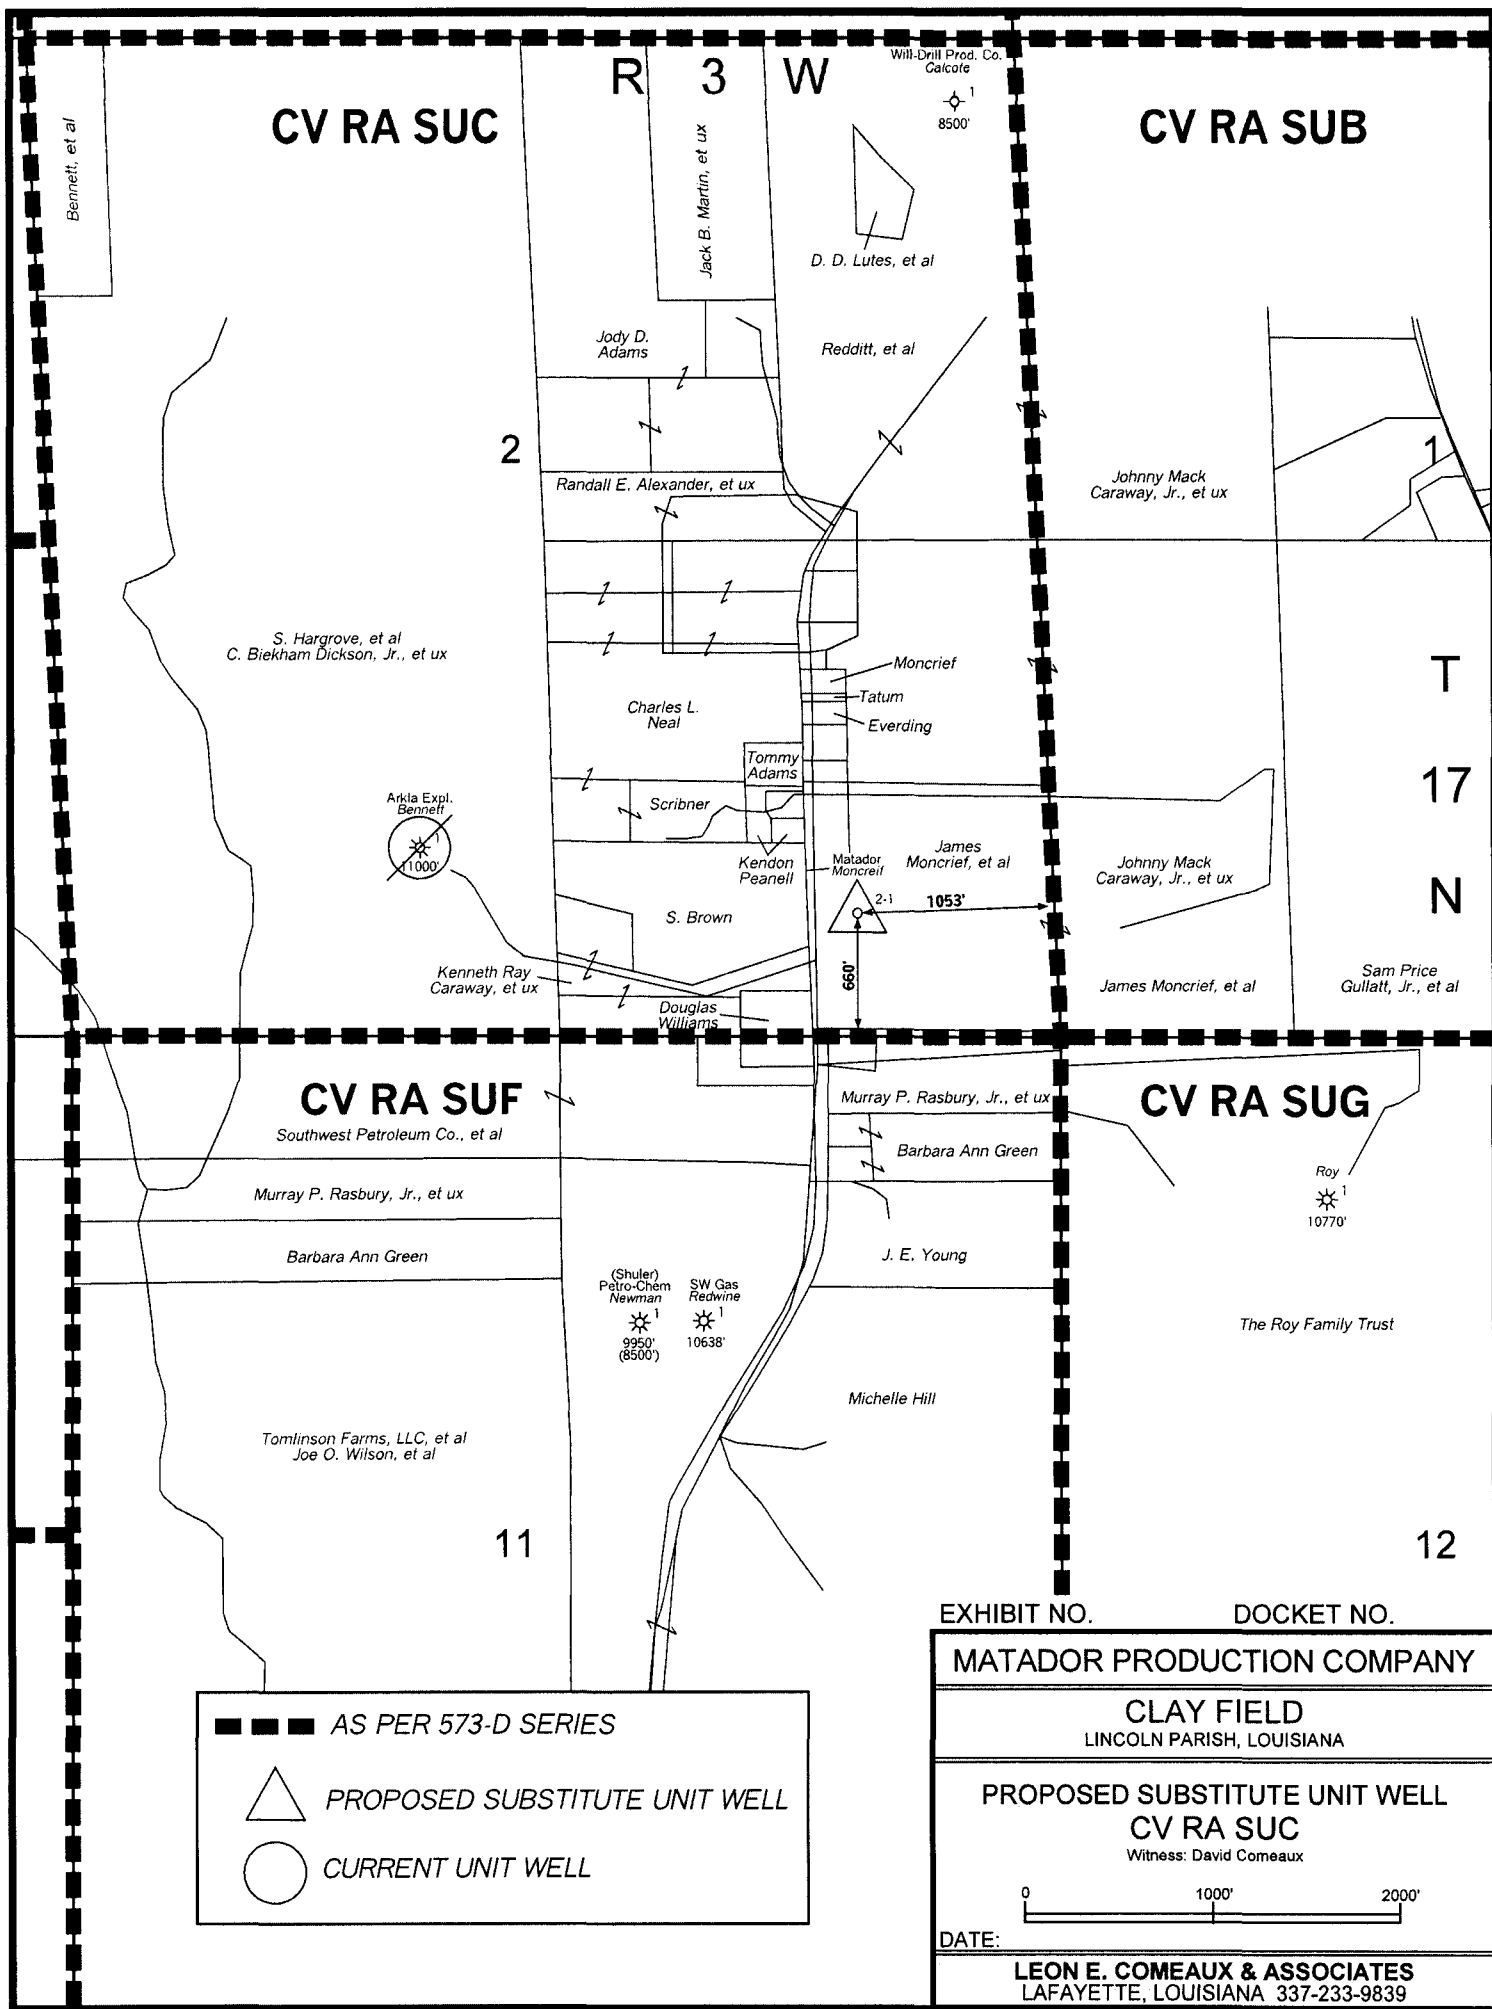 R 3 W
Will-Drill Prod. Co.
Calcote
1
8500'
CV RA SUC
CV RA SUB
Bennett, et al
Jack B. Martin, et ux
D. D. Lutes, et al
Jody D.
Adams
Redditt, et al
2
1
Johnny Mack
Caraway, Jr., et ux
Randall E. Alexander, et ux
S. Hargrove, et al
C. Biekham Dickson, Jr., et ux
Moncrief
Tatum
Everding
T
17
N
Charles L.
Neal
Tommy
Adams
Scribner
Arkla Expl.
Bennett
1
11000'
Kendon
Peanell
Matador
Moncreif
2-1
James
Moncrief, et al
1053'
Johnny Mack
Caraway, Jr., et ux
S. Brown
660'
Kenneth Ray
Caraway, et ux
James Moncrief, et al
Sam Price
Gullatt, Jr., et al
Douglas
Williams
CV RA SUF
CV RA SUG
Southwest Petroleum Co., et al
Murray P. Rasbury, Jr., et ux
Barbara Ann Green
Murray P. Rasbury, Jr., et ux
Roy
1
10770'
Barbara Ann Green
J. E. Young
(Shuler)
Petro-Chem
Newman
1
9950'
(8500')
SW Gas
Redwine
1
10638'
The Roy Family Trust
Michelle Hill
Tomlinson Farms, LLC, et al
Joe O. Wilson, et al
11
12
EXHIBIT NO. DOCKET NO.
MATADOR PRODUCTION COMPANY
CLAY FIELD
LINCOLN PARISH, LOUISIANA
PROPOSED SUBSTITUTE UNIT WELL
CV RA SUC
Witness: David Comeaux
0 1000' 2000'
DATE:
LEON E. COMEAUX & ASSOCIATES
LAFAYETTE, LOUISIANA 337-233-9839
AS PER 573-D SERIES
PROPOSED SUBSTITUTE UNIT WELL
CURRENT UNIT WELL